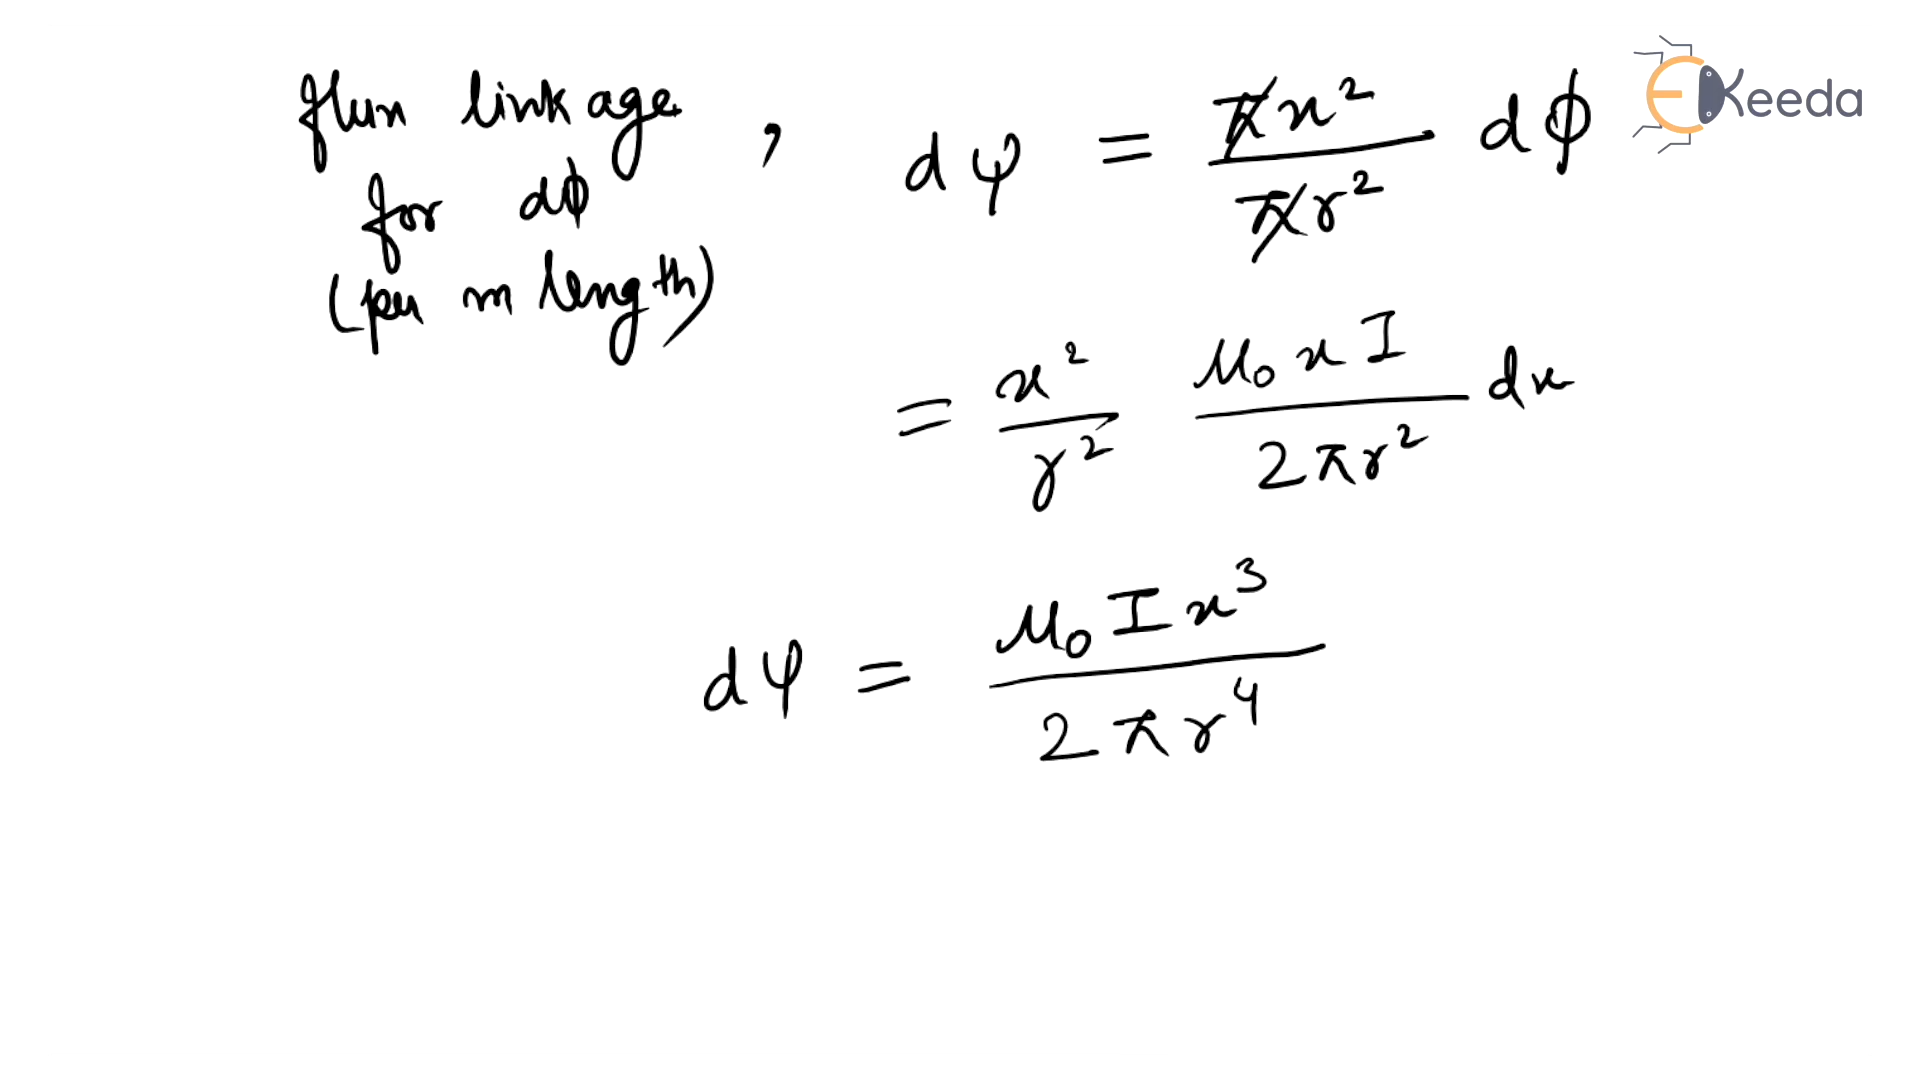 flux linkage , dψ = πx²/πr² dϕ
for dϕ
(per m length)
= x²/r² μ₀xI/2πr² dx
dψ = μ₀Ix³/2πr⁴
EKeeda